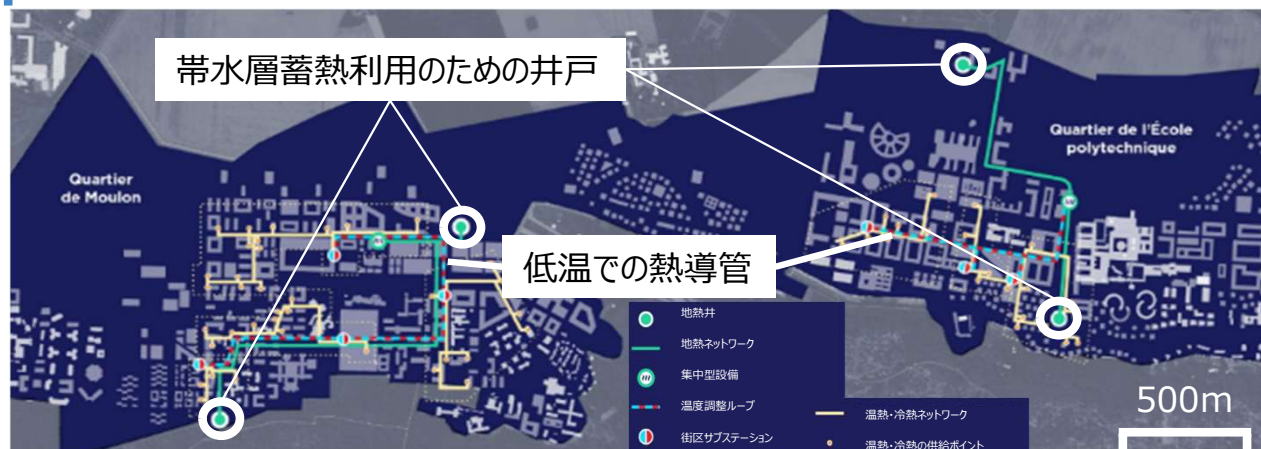 帯水層蓄熱利用のための井戸
Quartier de l'École
polytechnique
Quartier
de Moulon
低温での熱導管
地熱井
地熱ネットワーク
集中型設備
温度調整ループ
街区サブステーション
温熱・冷熱ネットワーク
温熱・冷熱の供給ポイント
500m